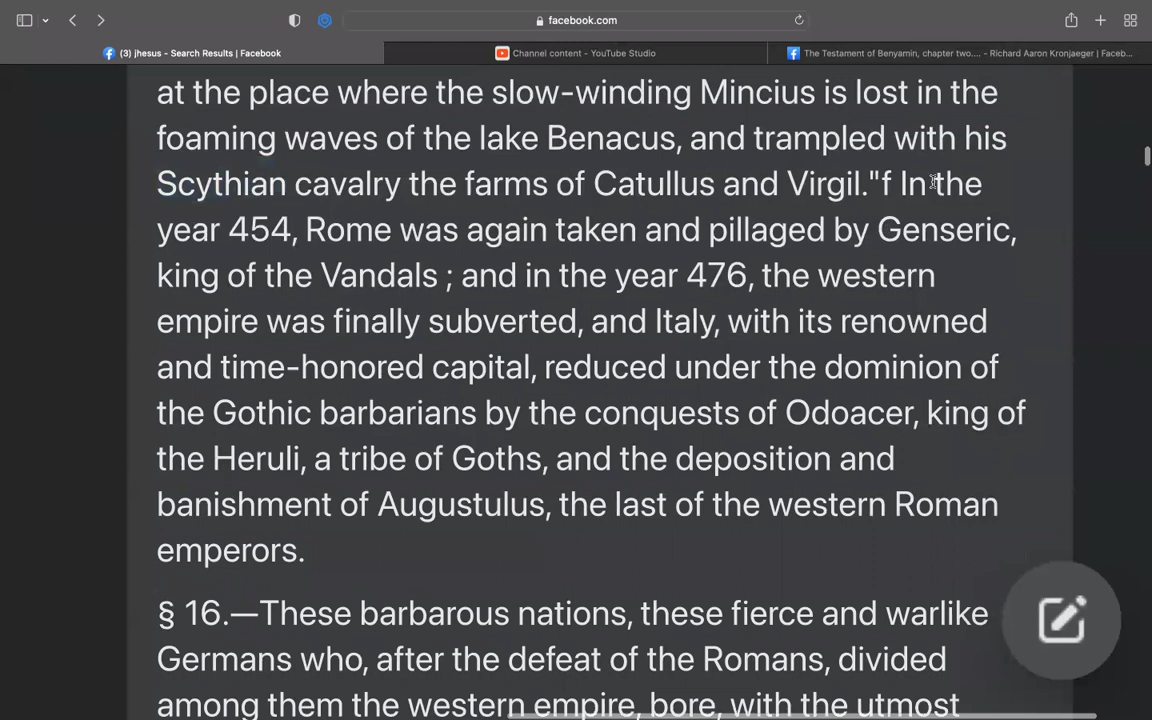 facebook.com
(3) jhesus - Search Results | Facebook
Channel content - YouTube Studio
The Testament of Benyamin, chapter two.... - Richard Aaron Kronjaeger | Faceb...
at the place where the slow-winding Mincius is lost in the
foaming waves of the lake Benacus, and trampled with his
Scythian cavalry the farms of Catullus and Virgil."f In the
year 454, Rome was again taken and pillaged by Genseric,
king of the Vandals ; and in the year 476, the western
empire was finally subverted, and Italy, with its renowned
and time-honored capital, reduced under the dominion of
the Gothic barbarians by the conquests of Odoacer, king of
the Heruli, a tribe of Goths, and the deposition and
banishment of Augustulus, the last of the western Roman
emperors.
§ 16.—These barbarous nations, these fierce and warlike
Germans who, after the defeat of the Romans, divided
among them the western empire, bore, with the utmost